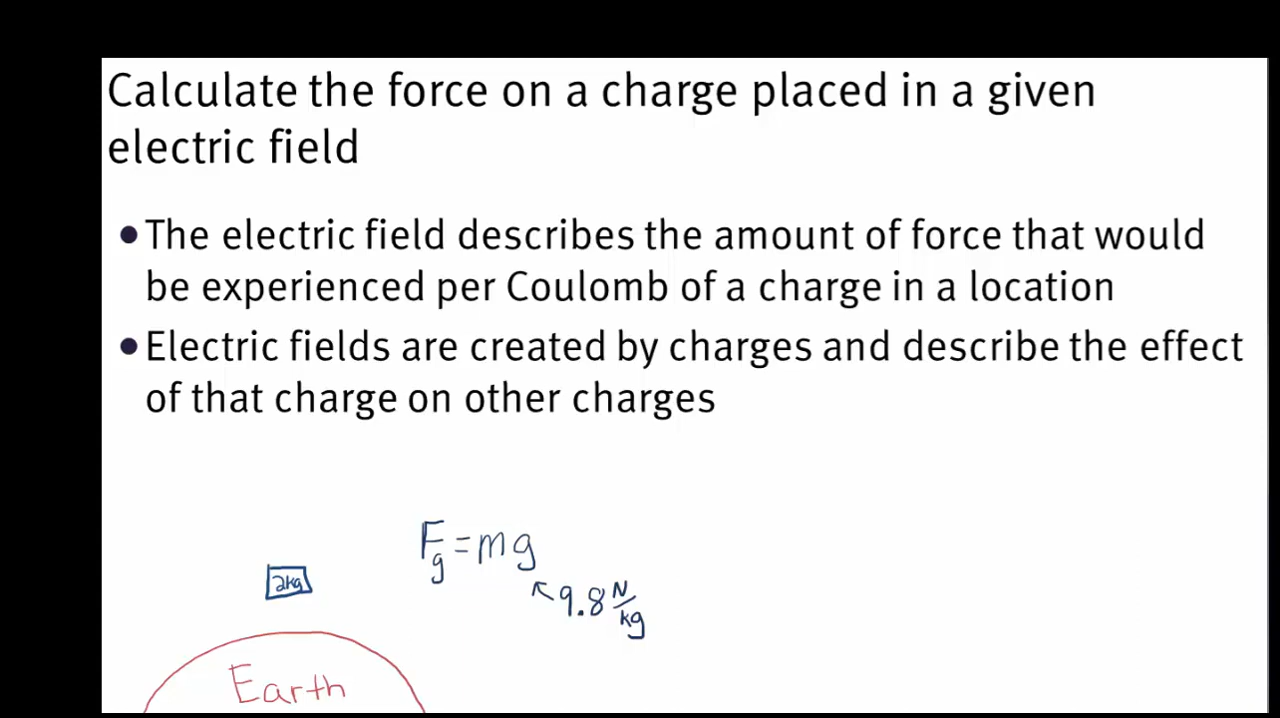 Calculate the force on a charge placed in a given
electric field
•The electric field describes the amount of force that would
be experienced per Coulomb of a charge in a location
•Electric fields are created by charges and describe the effect
of that charge on other charges
Fg=mg
2kg
9.8 N/kg
Earth